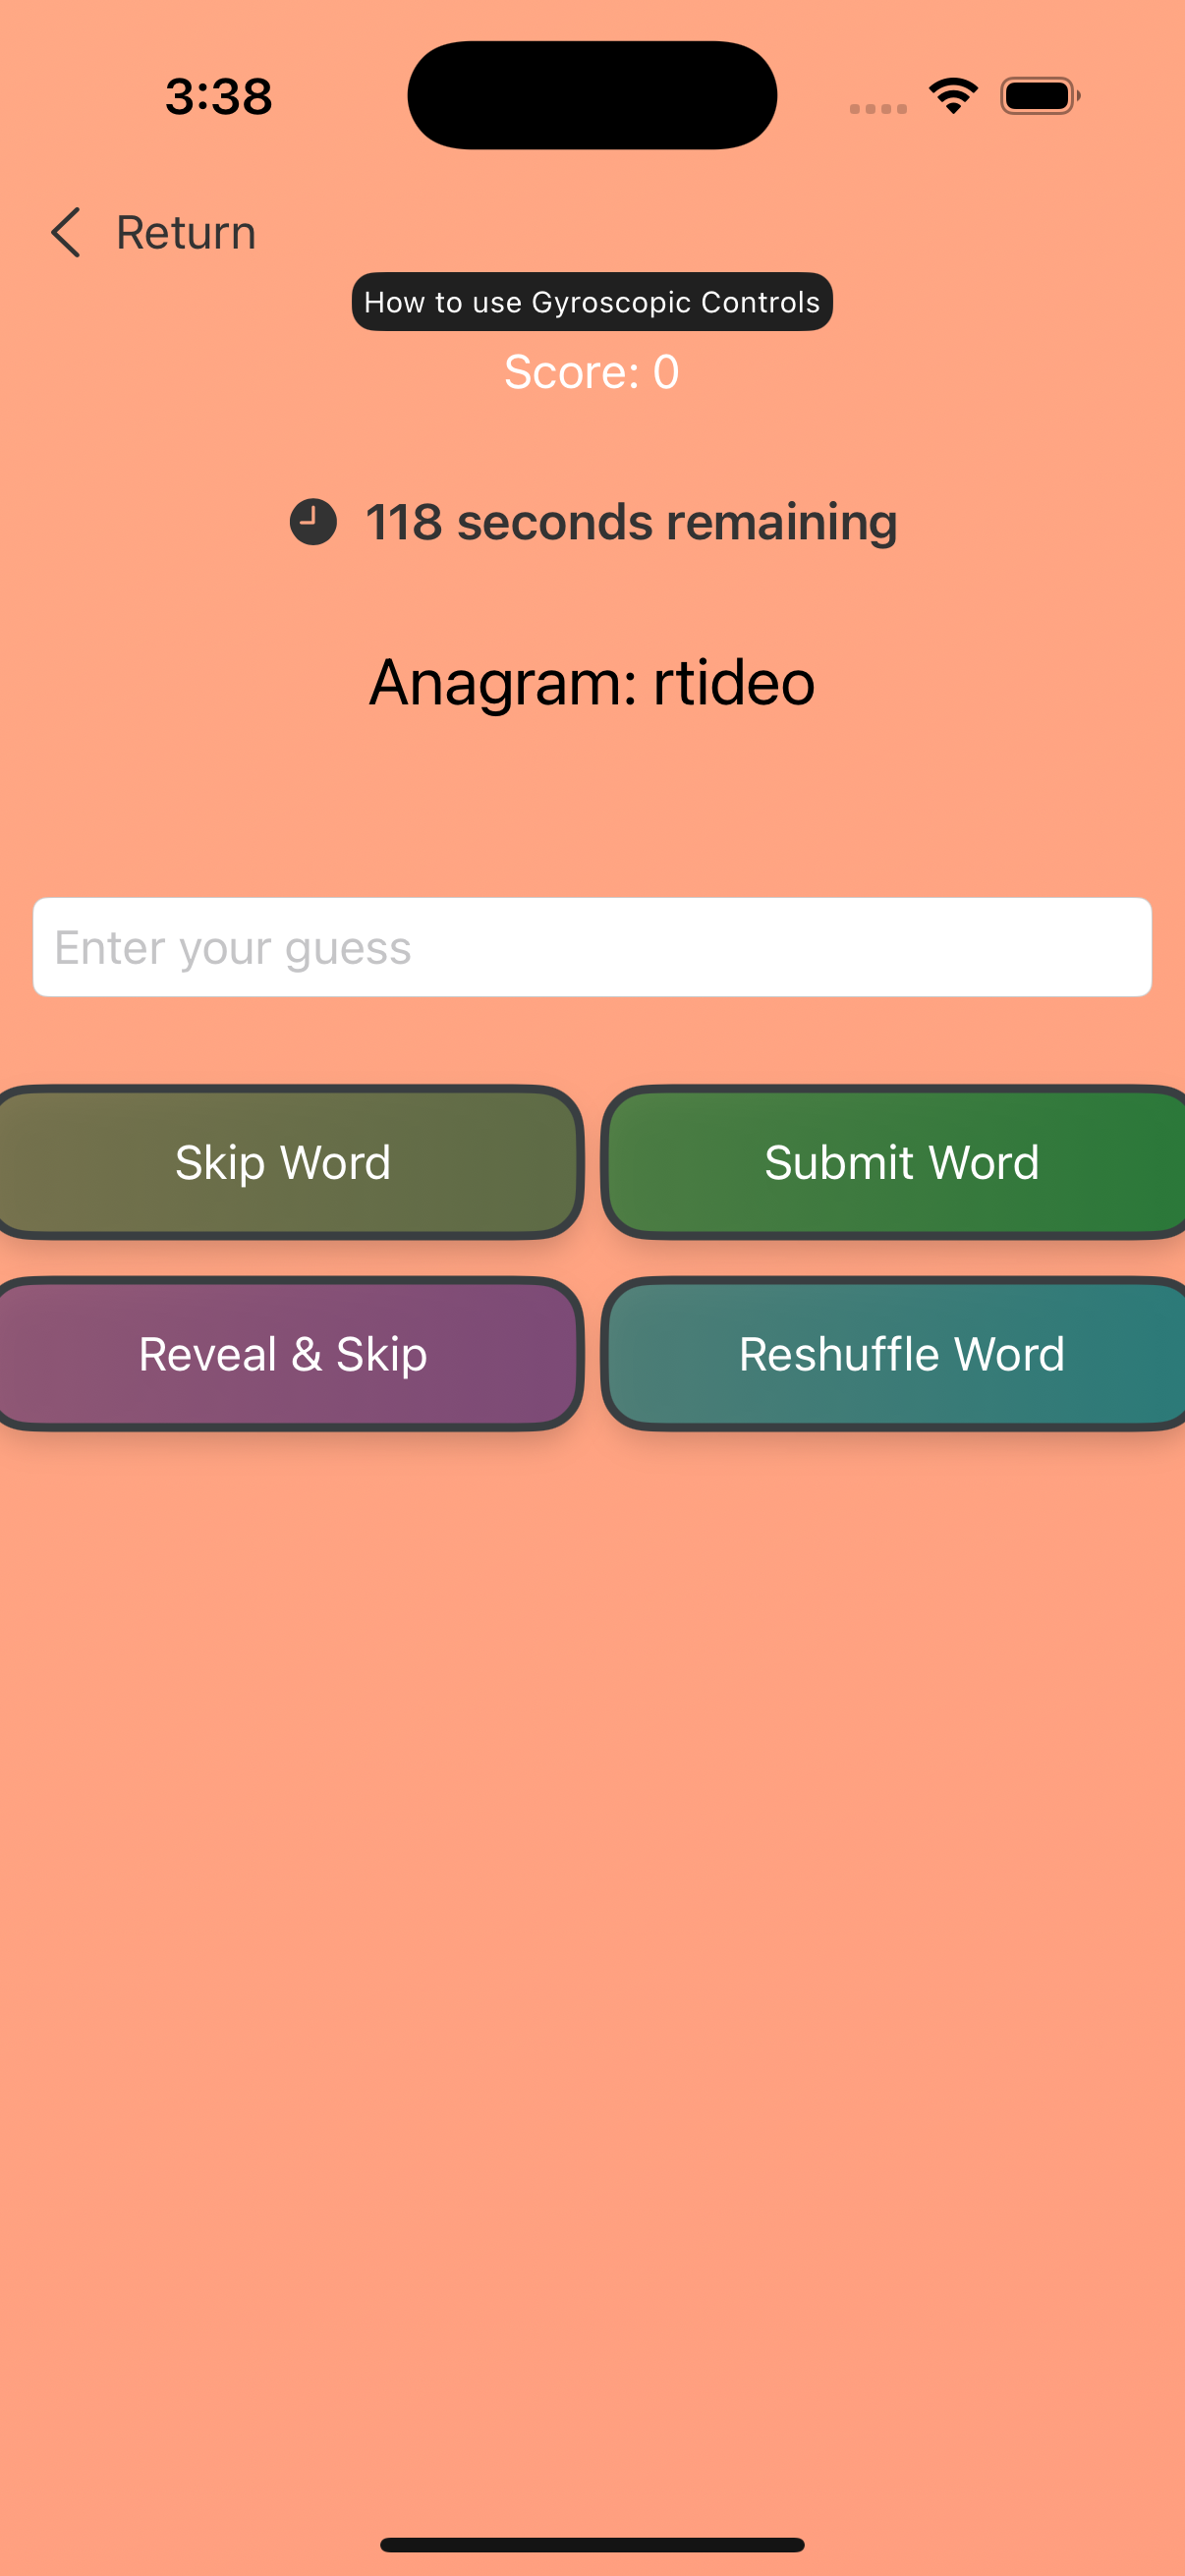 3:38
Return
How to use Gyroscopic Controls
Score: 0
118 seconds remaining
Anagram: rtideo
Enter your guess
Skip Word
Submit Word
Reveal & Skip
Reshuffle Word